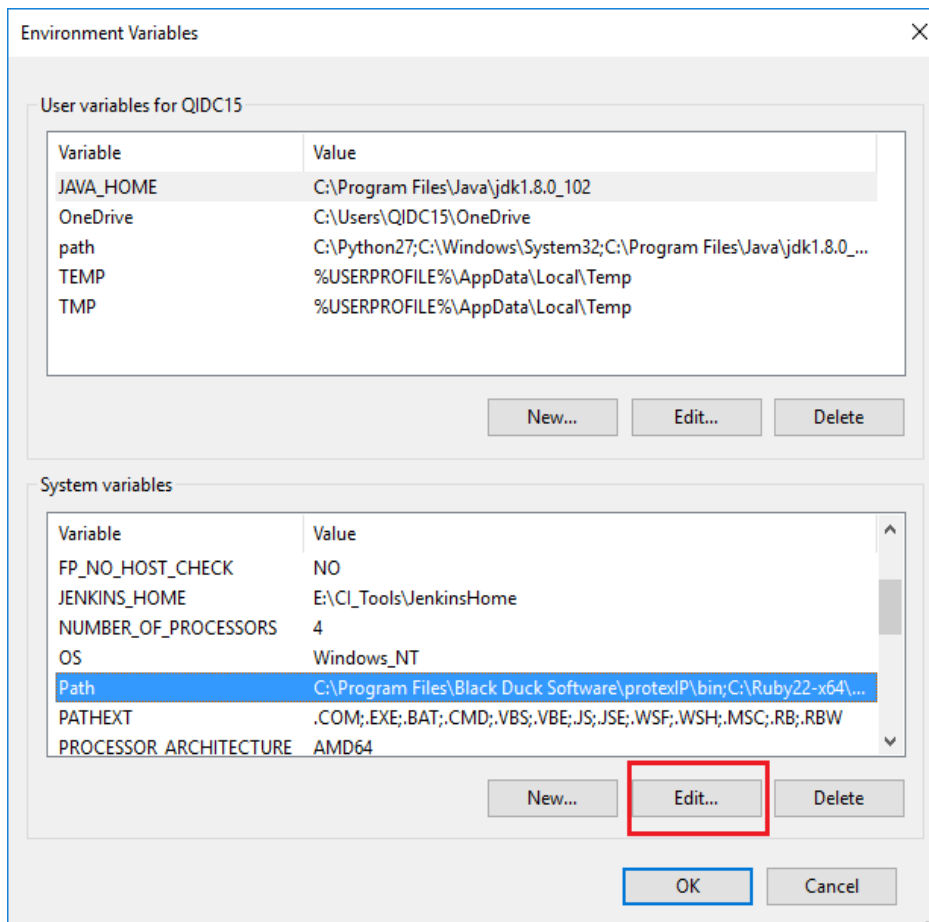 Environment Variables
User variables for QIDC15
Variable Value
JAVA_HOME C:\Program Files\Java\jdk1.8.0_102
OneDrive C:\Users\QIDC15\OneDrive
path C:\Python27;C:\Windows\System32;C:\Program Files\Java\jdk1.8.0_...
TEMP %USERPROFILE%\AppData\Local\Temp
TMP %USERPROFILE%\AppData\Local\Temp
New... Edit... Delete
System variables
Variable Value
FP_NO_HOST_CHECK NO
JENKINS_HOME E:\CI_Tools\JenkinsHome
NUMBER_OF_PROCESSORS 4
OS Windows_NT
Path C:\Program Files\Black Duck Software\protexIP\bin;C:\Ruby22-x64\...
PATHEXT .COM;.EXE;.BAT;.CMD;.VBS;.VBE;.JS;.JSE;.WSF;.WSH;.MSC;.RB;.RBW
PROCESSOR_ARCHITECTURE AMD64
New... Edit... Delete
OK Cancel